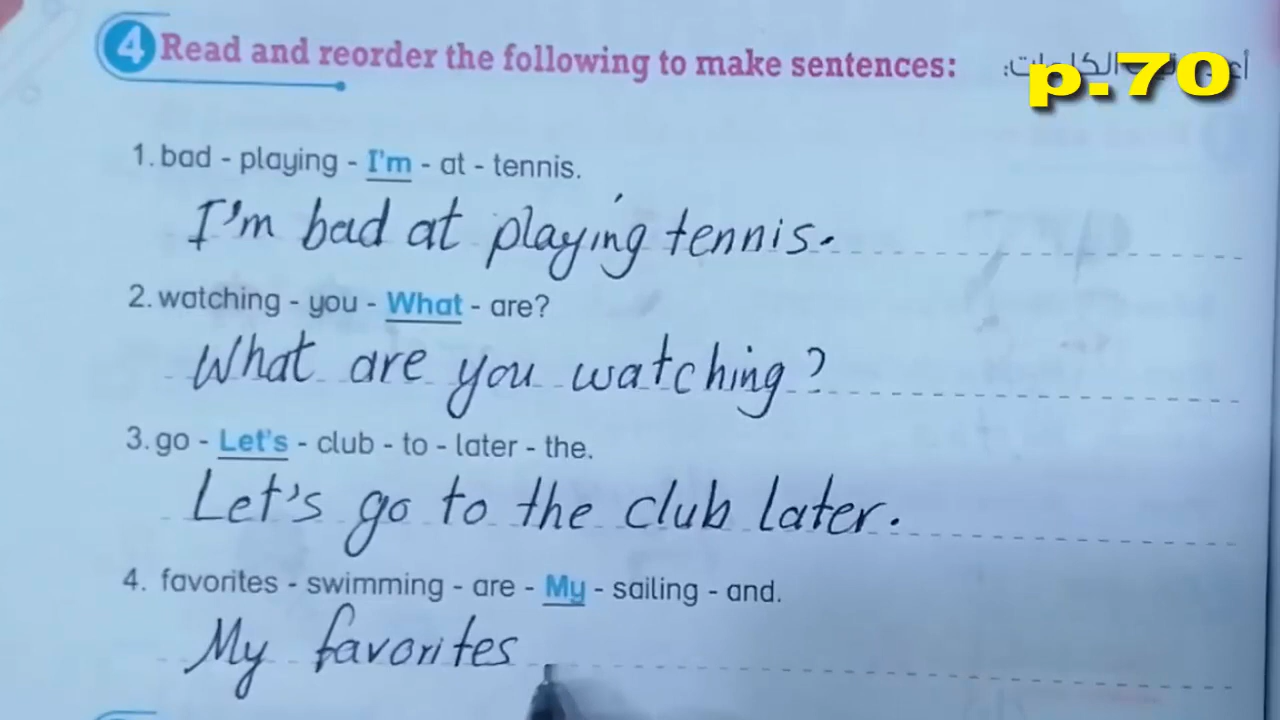 4 Read and reorder the following to make sentences:
p.70
1. bad - playing - I'm - at - tennis.
I'm bad at playing tennis.
2. watching - you - What - are?
What are you watching?
3. go - Let's - club - to - later - the.
Let's go to the club later.
4. favorites - swimming - are - My - sailing - and.
My favorites